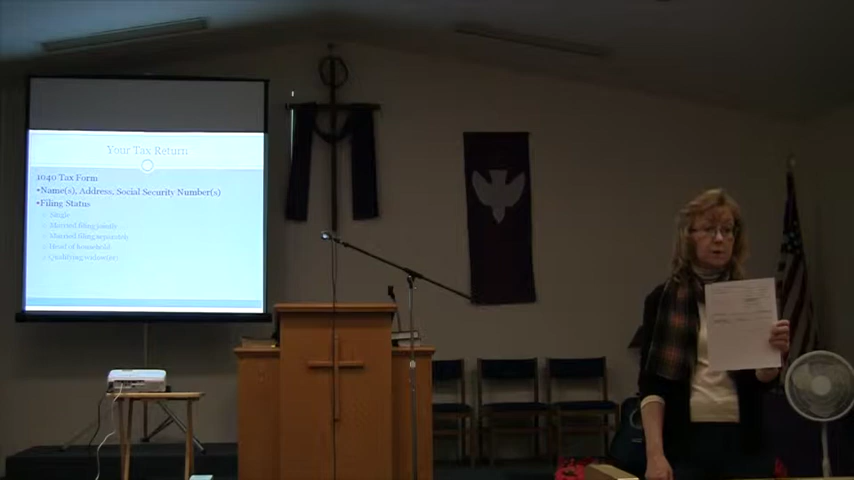 Your Tax Return
1040 Tax Form
•Name(s), Address, Social Security Number(s)
•Filing Status
Single
Married filing jointly
Married filing separately
Head of household
Qualifying widow(er)